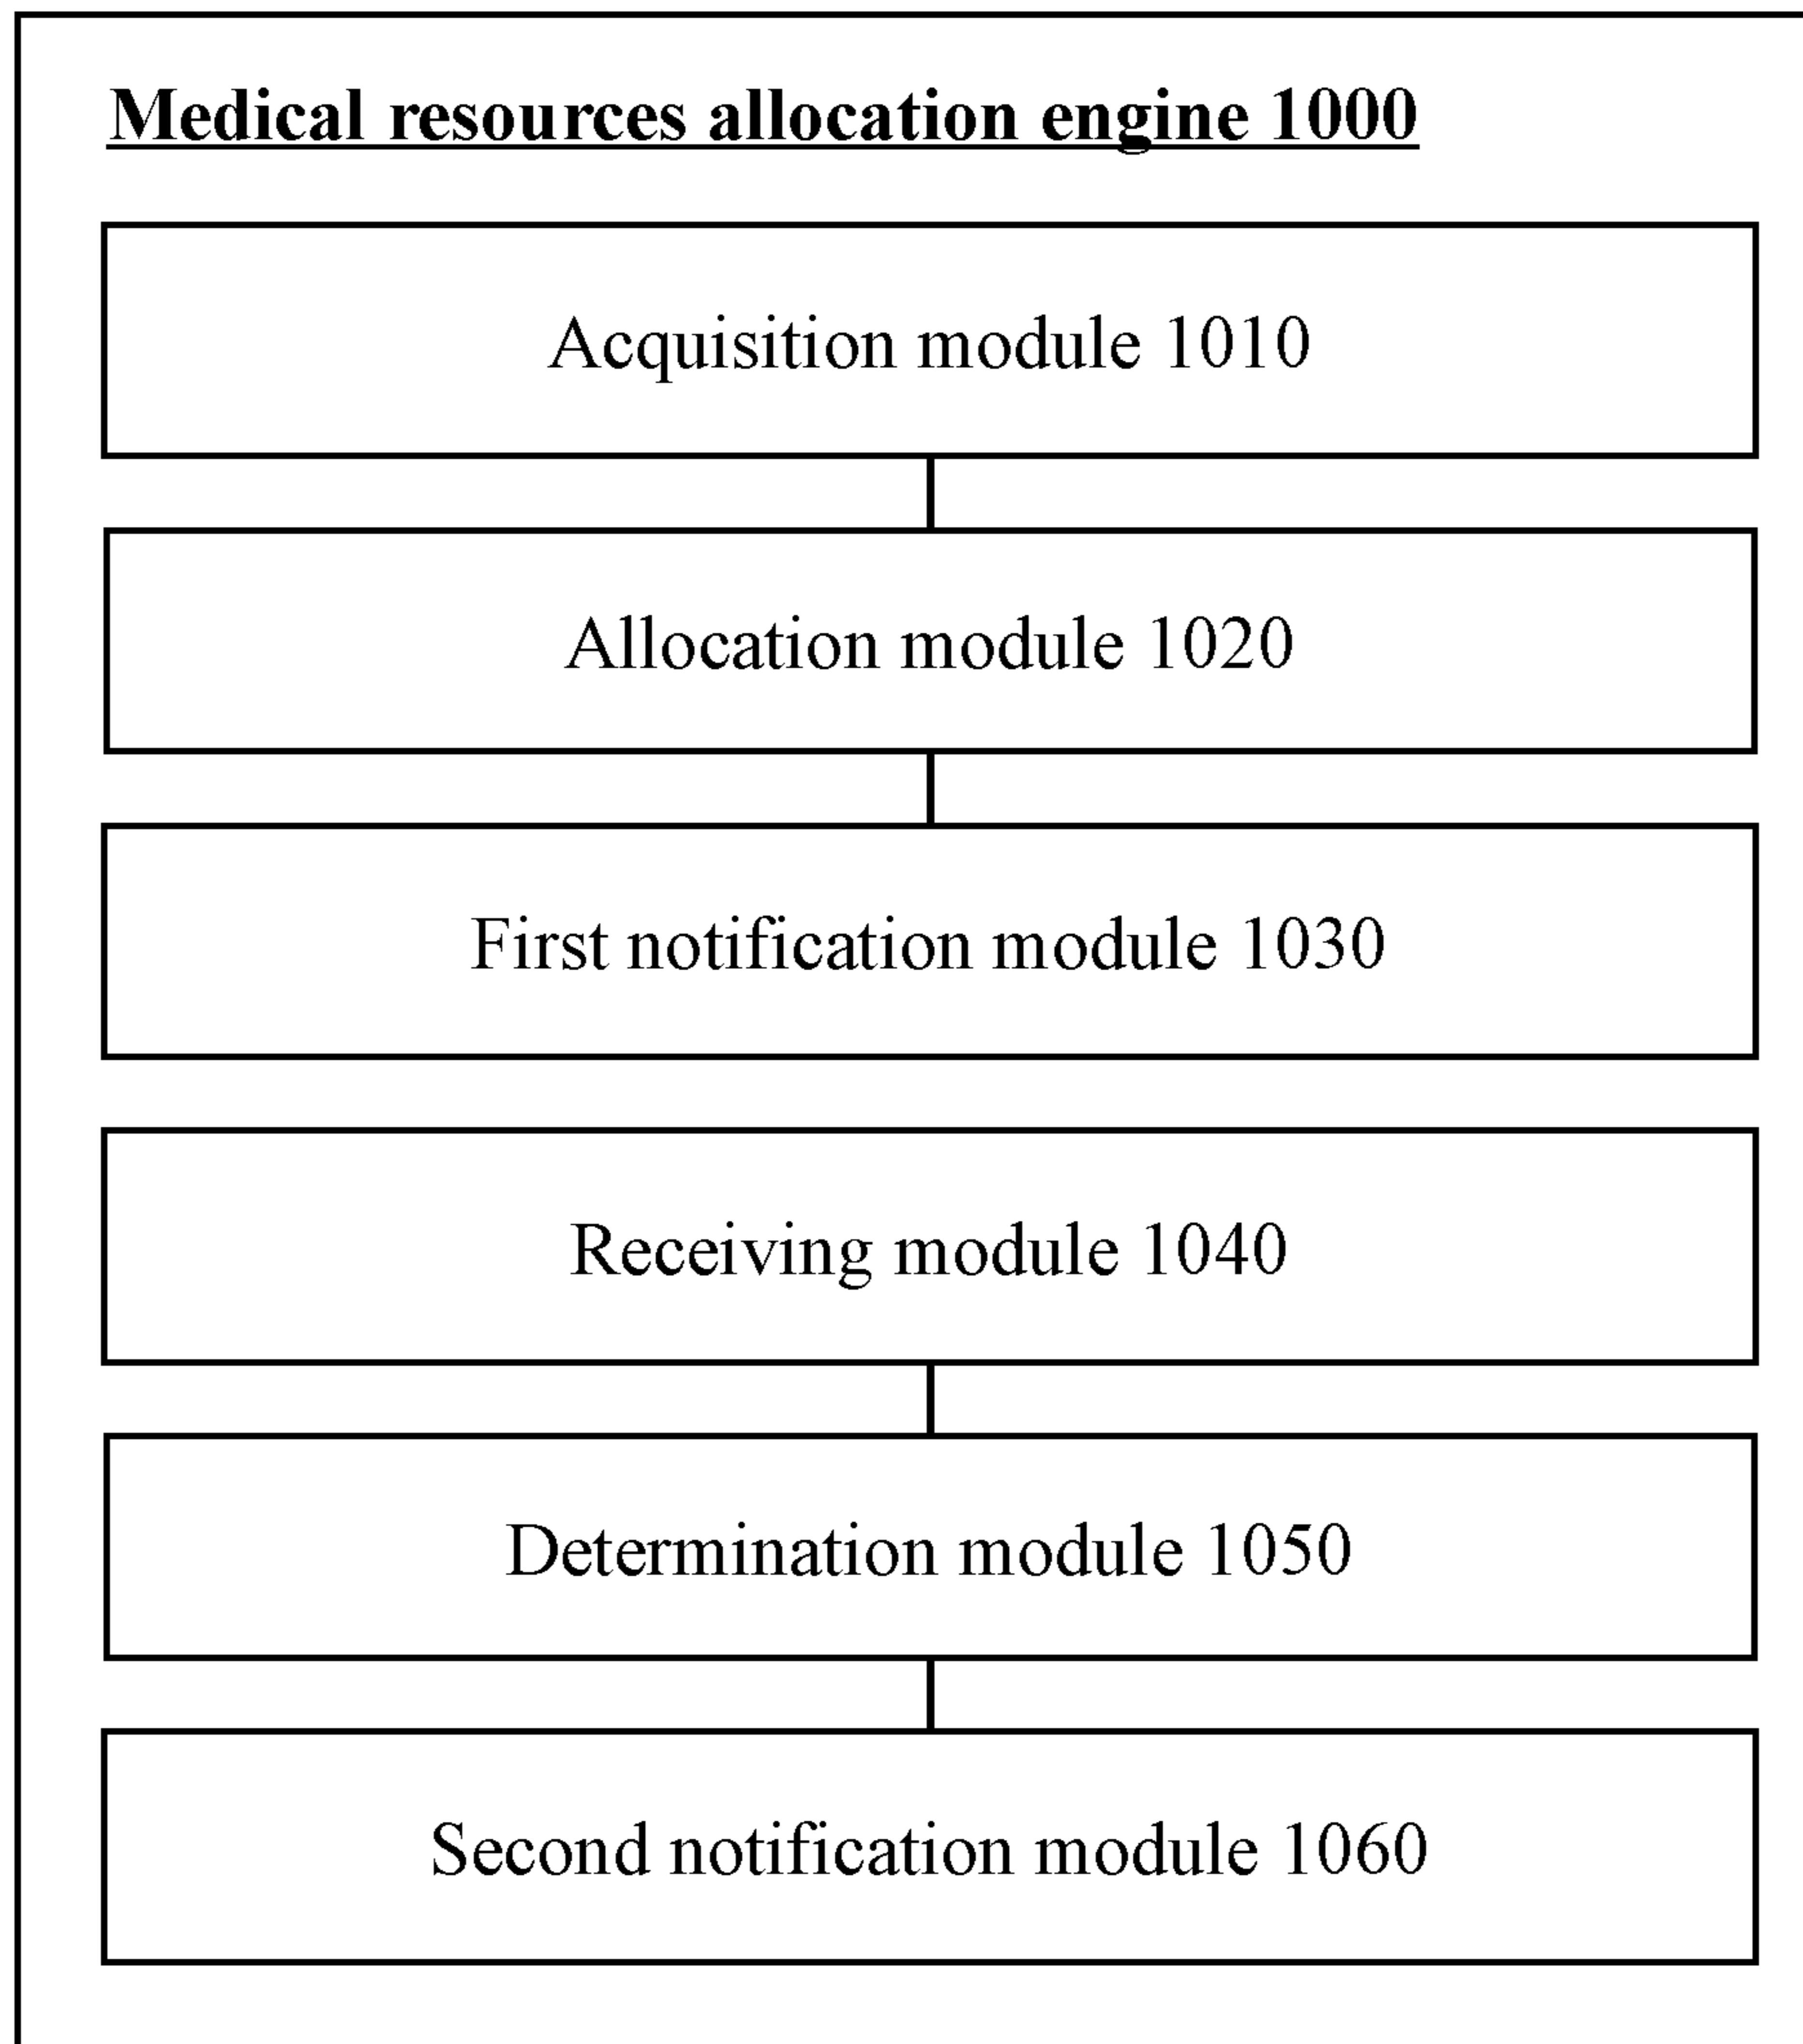 Medical resources allocation engine 1000
Acquisition module 1010
Allocation module 1020
First notification module 1030
Receiving module 1040
Determination module 1050
Second notification module 1060